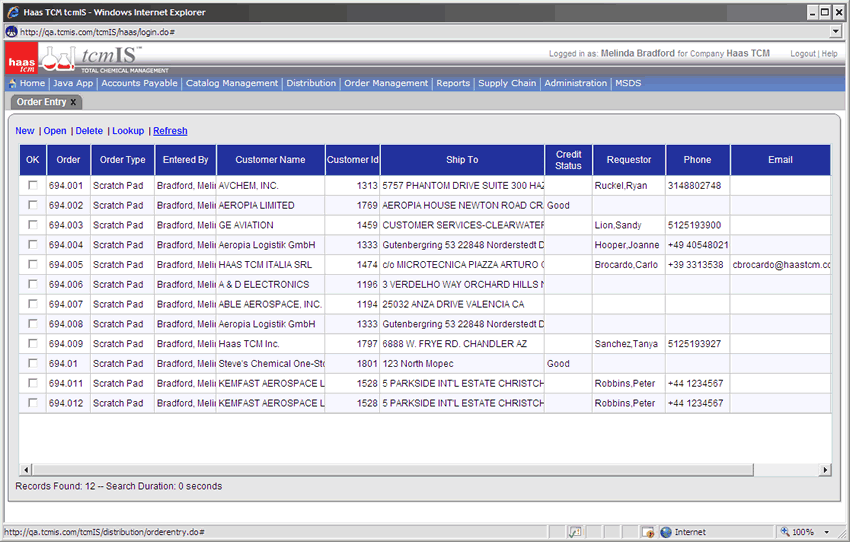 Haas TCM tcmIS - Windows Internet Explorer
http://qa.tcmis.com/tcmIS/haas/login.do#
haas tcm tcmIS™ TOTAL CHEMICAL MANAGEMENT
Logged in as: Melinda Bradford for Company Haas TCM Logout | Help
Home | Java App | Accounts Payable | Catalog Management | Distribution | Order Management | Reports | Supply Chain | Administration | MSDS
Order Entry X
New | Open | Delete | Lookup | Refresh
OK Order Order Type Entered By Customer Name Customer Id Ship To Credit Status Requestor Phone Email
694.001 Scratch Pad Bradford, Melin AVCHEM, INC. 1313 5757 PHANTOM DRIVE SUITE 300 HAZ Ruckel,Ryan 3148802748
694.002 Scratch Pad Bradford, Melin AEROPIA LIMITED 1769 AEROPIA HOUSE NEWTON ROAD CR Good
694.003 Scratch Pad Bradford, Melin GE AVIATION 1459 CUSTOMER SERVICES-CLEARWATER Lion,Sandy 5125193900
694.004 Scratch Pad Bradford, Melin Aeropia Logistik GmbH 1333 Gutenbergring 53 22848 Norderstedt D Hooper,Joanne +49 40548021
694.005 Scratch Pad Bradford, Melin HAAS TCM ITALIA SRL 1474 c/o MICROTECNICA PIAZZA ARTURO Brocardo,Carlo +39 3313538 cbrocardo@haastcm.co
694.006 Scratch Pad Bradford, Melin A & D ELECTRONICS 1196 3 VERDELHO WAY ORCHARD HILLS
694.007 Scratch Pad Bradford, Melin ABLE AEROSPACE, INC. 1194 25032 ANZA DRIVE VALENCIA CA
694.008 Scratch Pad Bradford, Melin Aeropia Logistik GmbH 1333 Gutenbergring 53 22848 Norderstedt D
694.009 Scratch Pad Bradford, Melin Haas TCM Inc. 1797 6888 W. FRYE RD. CHANDLER AZ Sanchez,Tanya 5125193927
694.01 Scratch Pad Bradford, Melin Steve's Chemical One-Sto 1801 123 North Mopec Good
694.011 Scratch Pad Bradford, Melin KEMFAST AEROSPACE L 1528 5 PARKSIDE INT'L ESTATE CHRISTCH Robbins,Peter +44 1234567
694.012 Scratch Pad Bradford, Melin KEMFAST AEROSPACE L 1528 5 PARKSIDE INT'L ESTATE CHRISTCH Robbins,Peter +44 1234567
Records Found: 12 -- Search Duration: 0 seconds
http://qa.tcmis.com/tcmIS/distribution/orderentry.do# Internet 100%